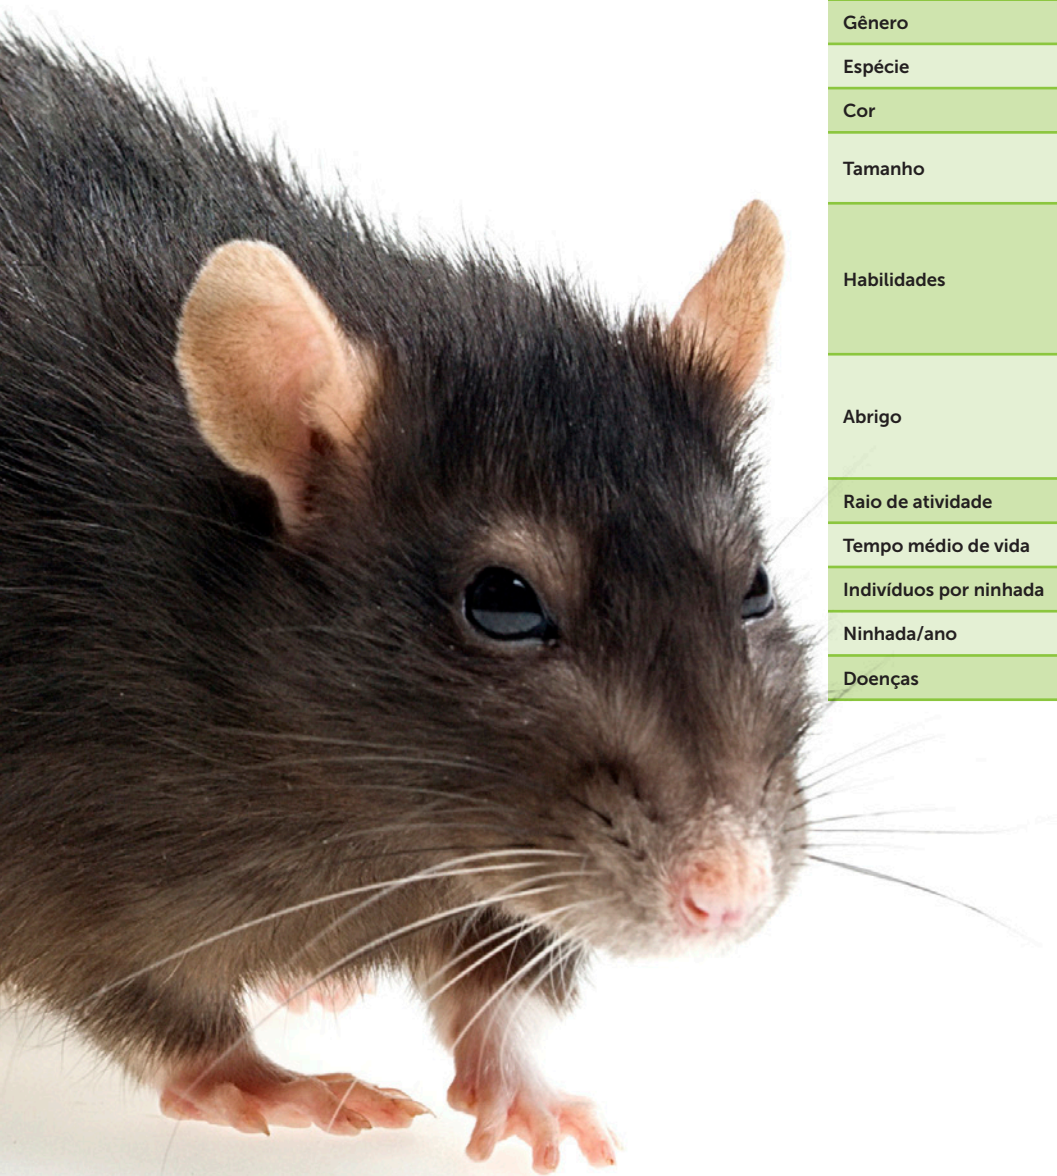 Gênero
Espécie
Cor
Tamanho
Habilidades
Abrigo
Raio de atividade
Tempo médio de vida
Indivíduos por ninhada
Ninhada/ano
Doenças